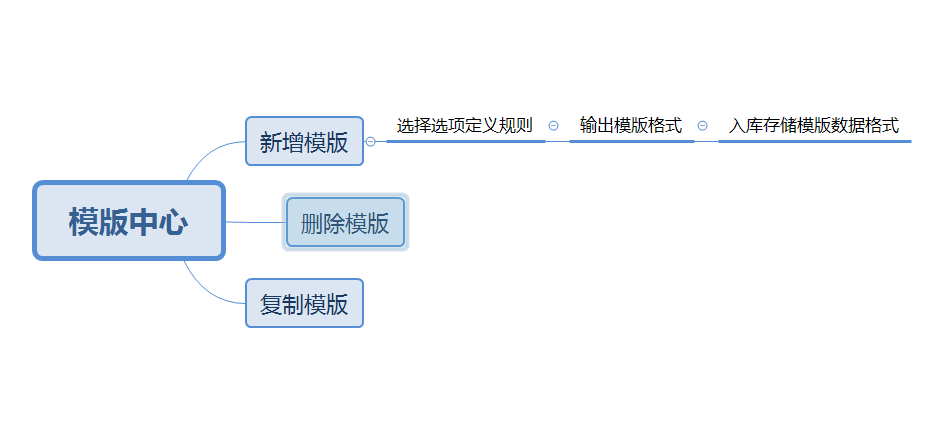 模版中心
新增模版
选择选项定义规则
输出模版格式
入库存储模版数据格式
删除模版
复制模版